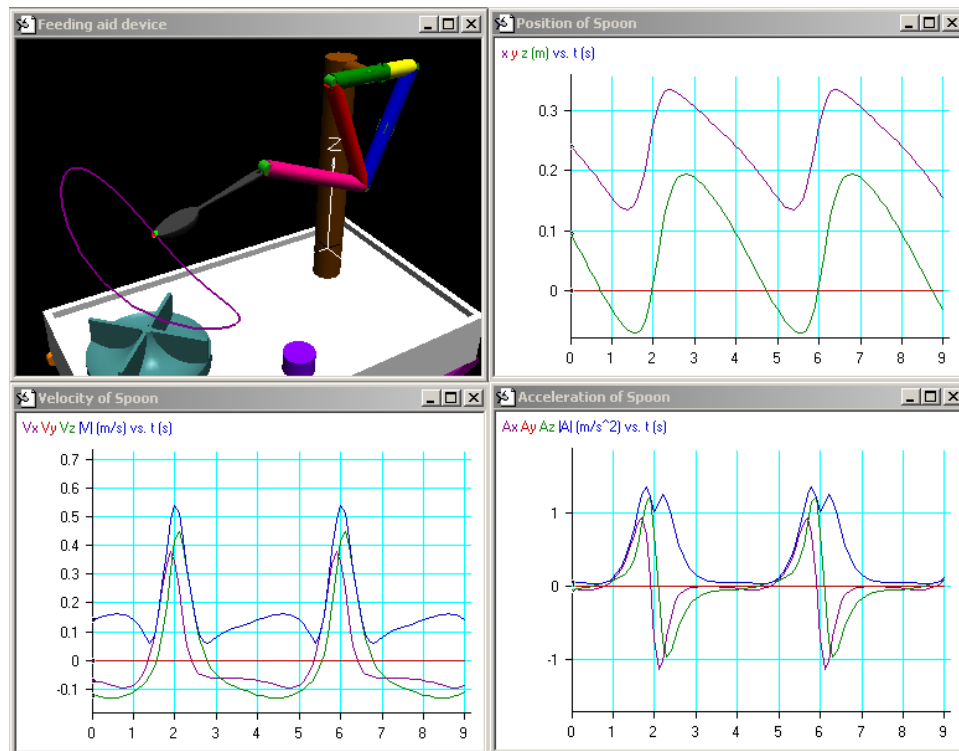 Feeding aid device
Z
Position of Spoon
x y z (m) vs. t (s)
0.3
0.2
0.1
0
0 1 2 3 4 5 6 7 8 9
Velocity of Spoon
Vx Vy Vz |V| (m/s) vs. t (s)
0.7
0.6
0.5
0.4
0.3
0.2
0.1
0
-0.1
0 1 2 3 4 5 6 7 8 9
Acceleration of Spoon
Ax Ay Az |A| (m/s^2) vs. t (s)
1
0
-1
0 1 2 3 4 5 6 7 8 9